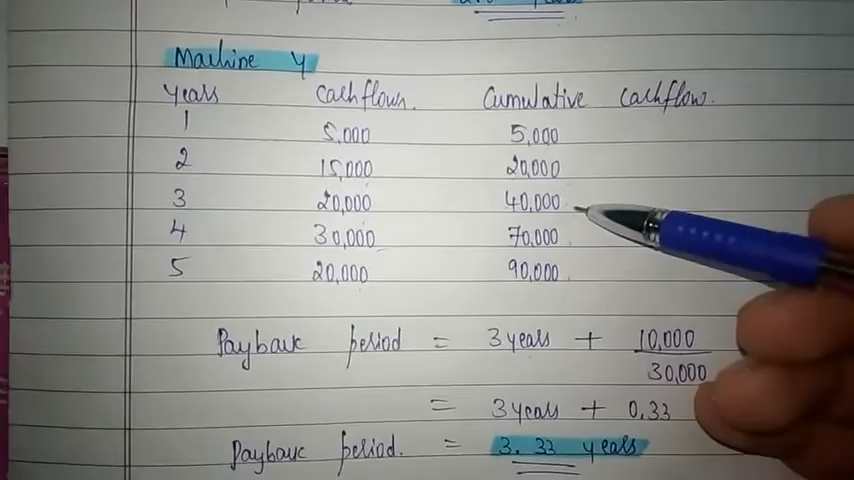 Machine Y
Years Cashflows. Cumulative Cashflow.
1 5,000 5,000
2 15,000 20,000
3 20,000 40,000
4 30,000 70,000
5 20,000 90,000
Payback period = 3 years + 10,000
30,000
= 3 years + 0.33
Payback period. = 3.33 years